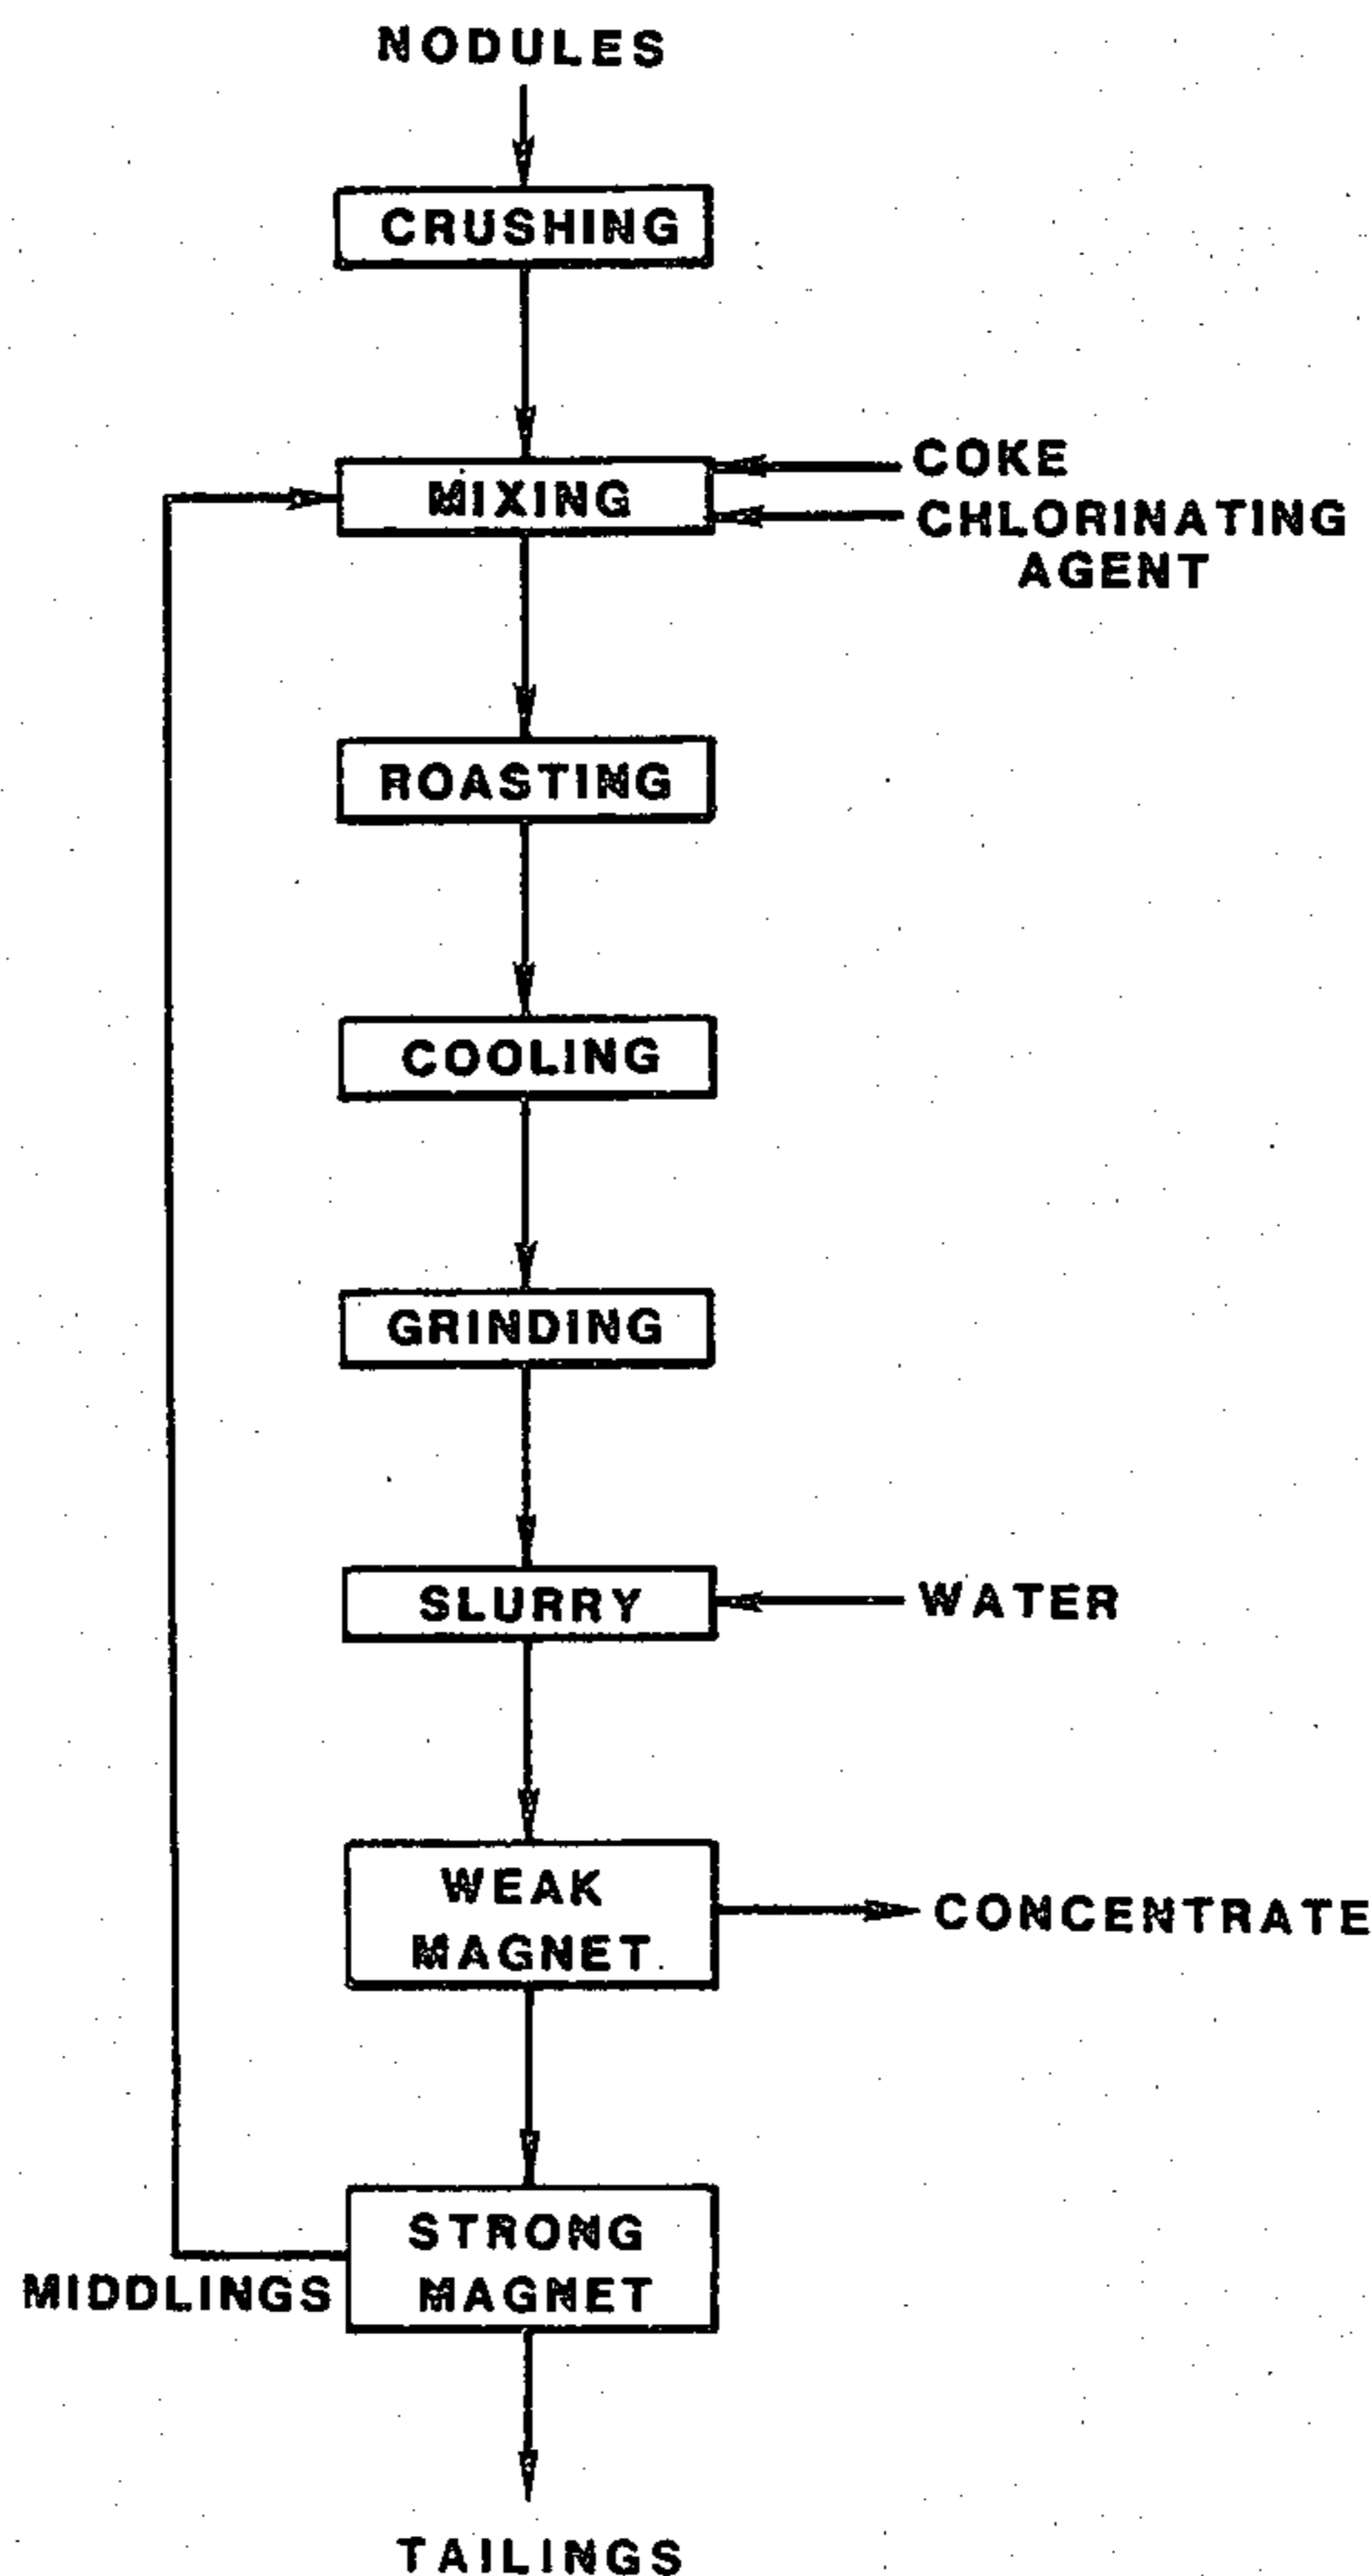 NODULES
CRUSHING
COKE
MIXING
CHLORINATING
AGENT
ROASTING
COOLING
GRINDING
SLURRY
WATER
WEAK
MAGNET
CONCENTRATE
STRONG
MAGNET
MIDDLINGS
TAILINGS